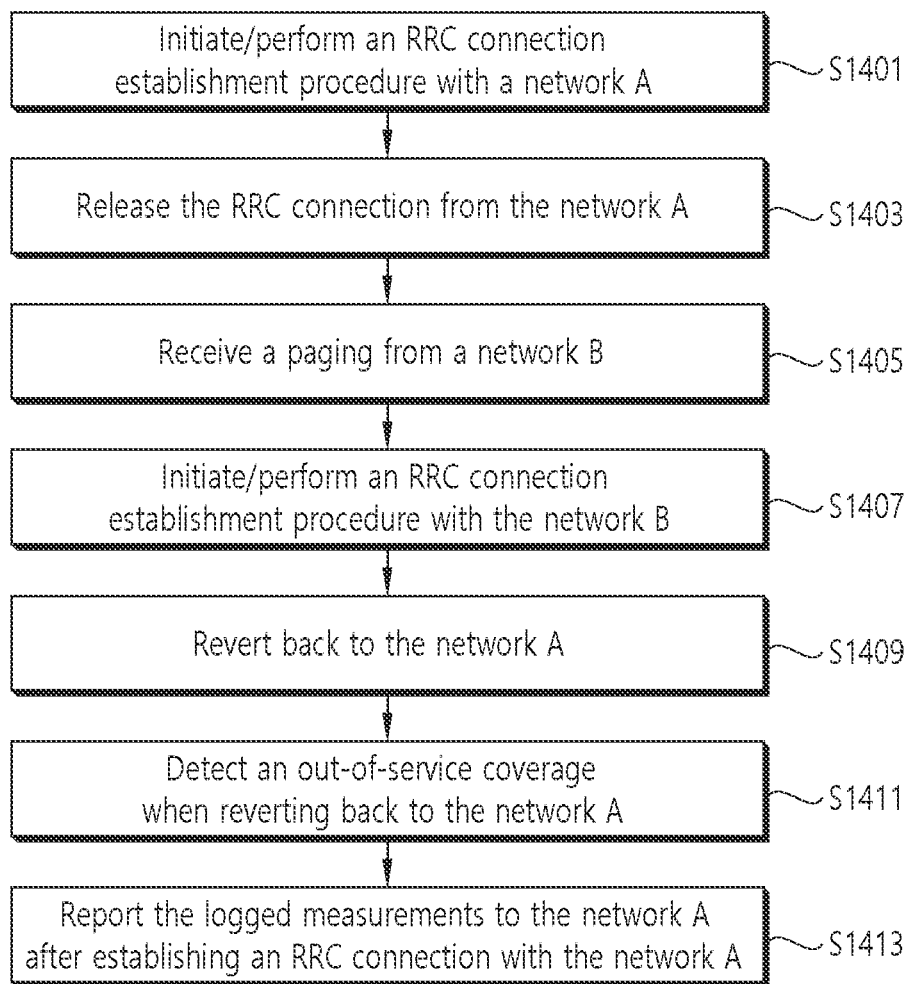 Initiate/perform an RRC connection
establishment procedure with a network A
S1401
Release the RRC connection from the network A
S1403
Receive a paging from a network B
S1405
Initiate/perform an RRC connection
establishment procedure with the network B
S1407
Revert back to the network A
S1409
Detect an out-of-service coverage
when reverting back to the network A
S1411
Report the logged measurements to the network A
after establishing an RRC connection with the network A
S1413